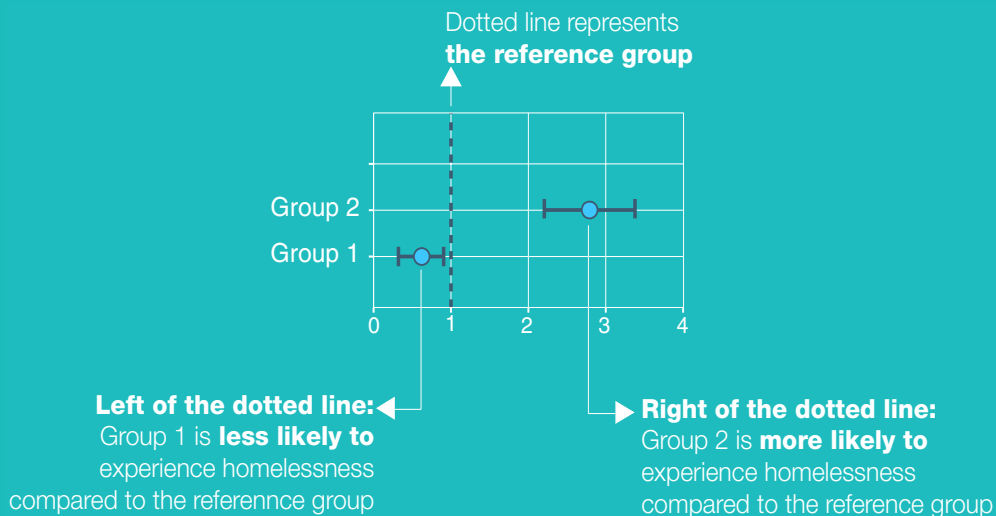 Dotted line represents
the reference group
Group 2
Group 1
0 1 2 3 4
Left of the dotted line:
Group 1 is less likely to
experience homelessness
compared to the referennce group
Right of the dotted line:
Group 2 is more likely to
experience homelessness
compared to the reference group